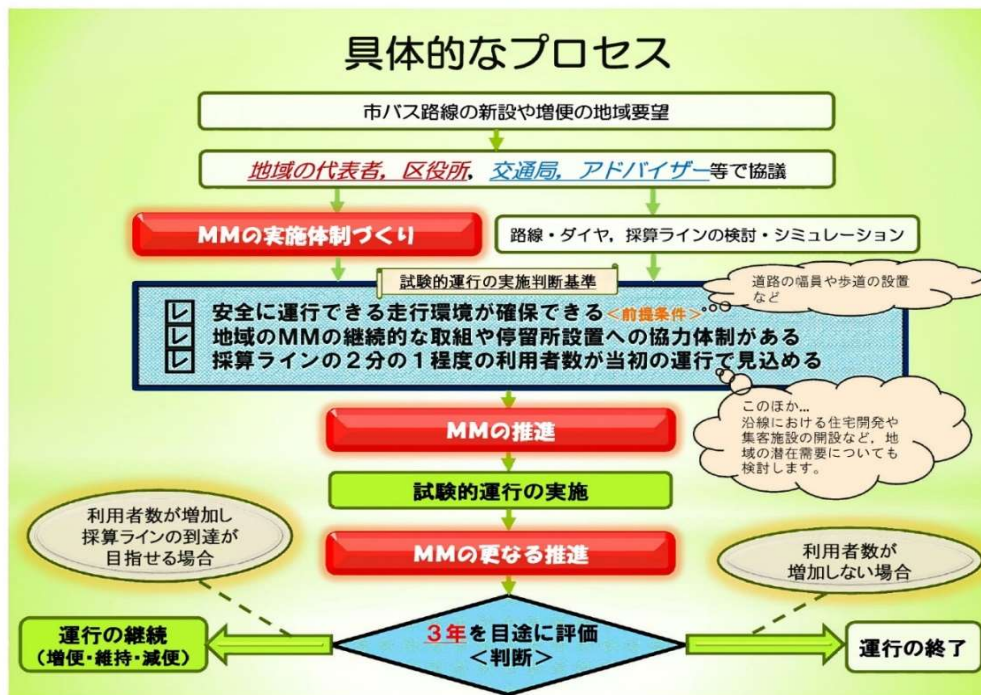 具体的なプロセス
市バス路線の新設や増便の地域要望
地域の代表者，区役所，交通局，アドバイザー等で協議
MMの実施体制づくり
路線・ダイヤ，採算ラインの検討・シミュレーション
試験的運行の実施判断基準
道路の幅員や歩道の設置
など
レ 安全に運行できる走行環境が確保できる<前提条件>
レ 地域のMMの継続的な取組や停留所設置への協力体制がある
レ 採算ラインの２分の１程度の利用者数が当初の運行で見込める
このほか…
沿線における住宅開発や
集客施設の開設など，地
域の潜在需要についても
検討します。
MMの推進
試験的運行の実施
利用者数が増加し
採算ラインの到達が
目指せる場合
MMの更なる推進
利用者数が
増加しない場合
運行の継続
（増便・維持・減便）
３年を目途に評価
<判断>
運行の終了